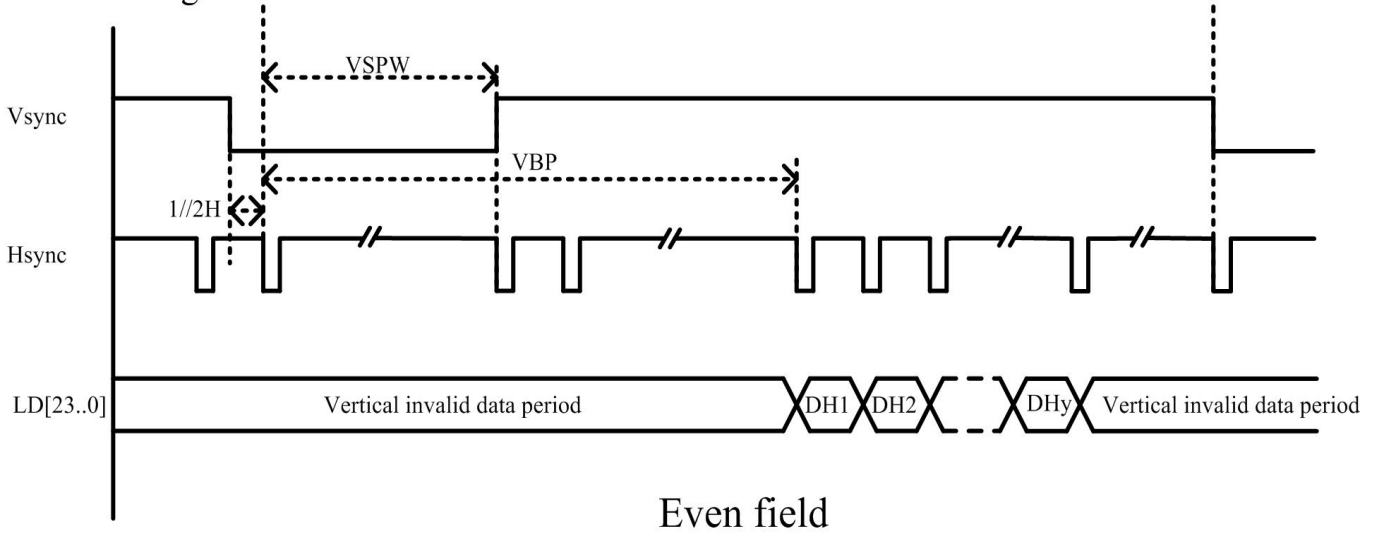 VSPW
Vsync
VBP
1//2H
Hsync
LD[23..0]
Vertical invalid data period
DH1
DH2
DHy
Vertical invalid data period
Even field